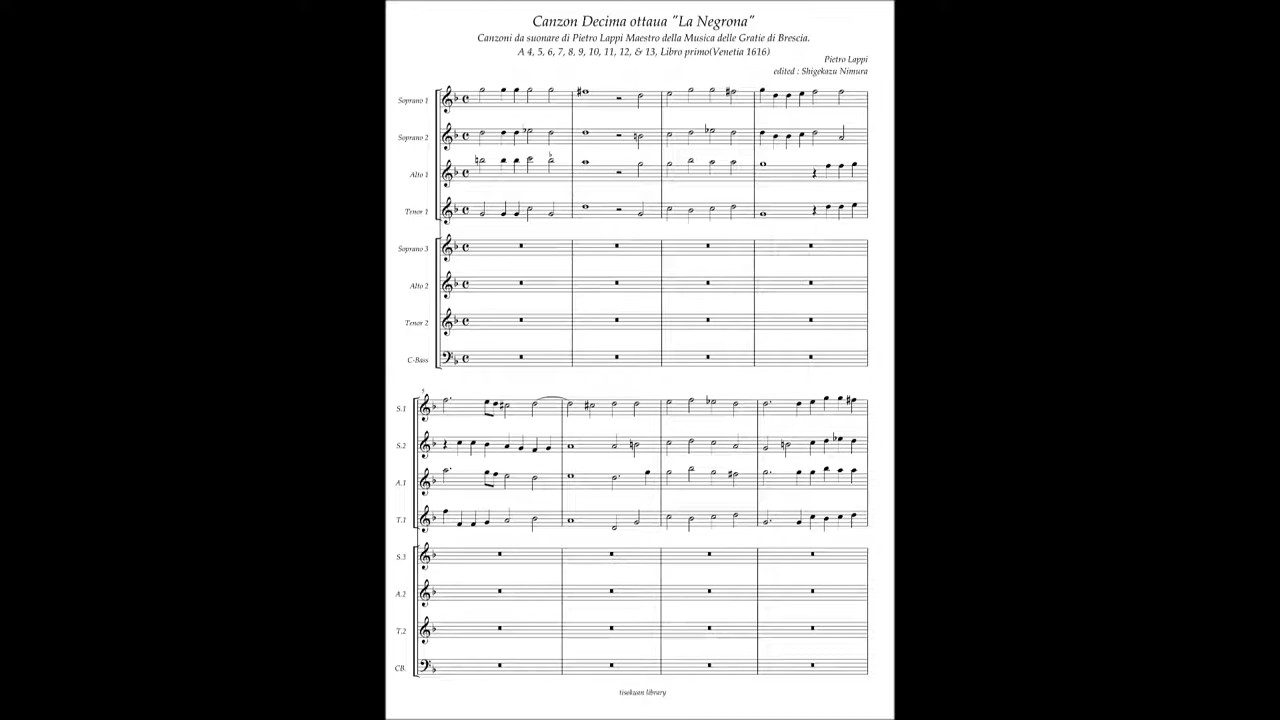 Canzon Decima ottaua "La Negrona"
Canzoni da suonare di Pietro Lappi Maestro della Musica delle Gratie di Brescia.
A 4, 5, 6, 7, 8, 9, 10, 11, 12, & 13, Libro primo(Venetia 1616)
Pietro Lappi
edited : Shigekazu Nimura
Soprano 1
Soprano 2
Alto 1
Tenor 1
Soprano 3
Alto 2
Tenor 2
C-Bass
5
S.1
S.2
A.1
T.1
S.3
A.2
T.2
CB.
tisekuan library